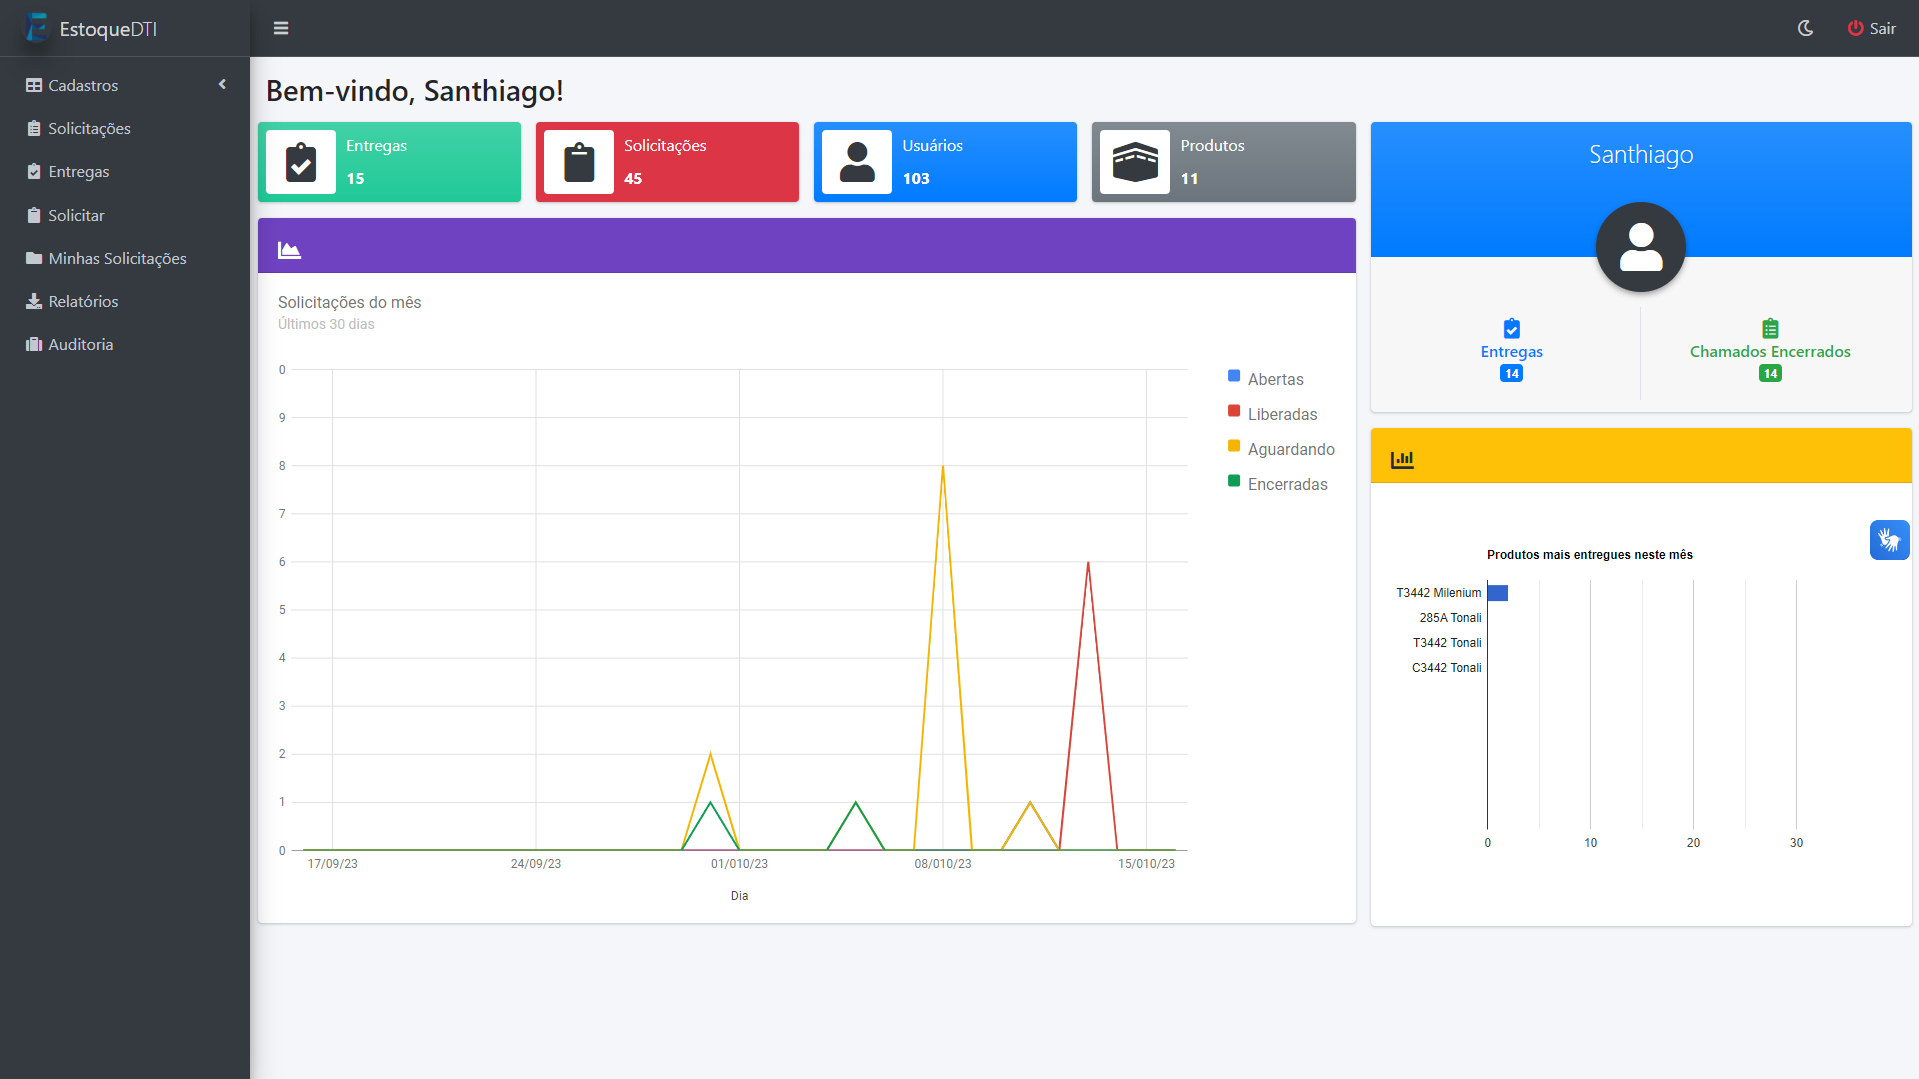 EstoqueDTI
Sair
Cadastros
Solicitações
Entregas
Solicitar
Minhas Solicitações
Relatórios
Auditoria
Bem-vindo, Santhiago!
Entregas
15
Solicitações
45
Usuários
103
Produtos
11
Solicitações do mês
Últimos 30 dias
0
9
8
7
6
5
4
3
2
1
0
17/09/23
24/09/23
01/010/23
08/010/23
15/010/23
Dia
Abertas
Liberadas
Aguardando
Encerradas
Santhiago
Entregas
14
Chamados Encerrados
14
Produtos mais entregues neste mês
T3442 Milenium
285A Tonali
T3442 Tonali
C3442 Tonali
0
10
20
30